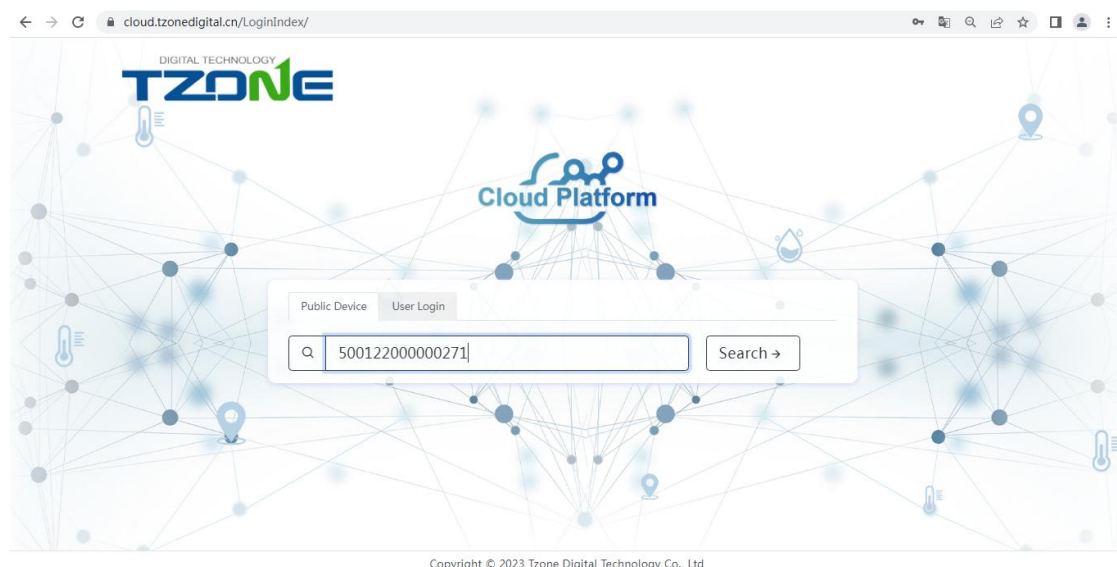 cloud.tzonedigital.cn/LoginIndex/
DIGITAL TECHNOLOGY
TZONE
Cloud Platform
Public Device User Login
500122000000271 Search →
Copyright © 2023 Tzone Digital Technology Co., Ltd